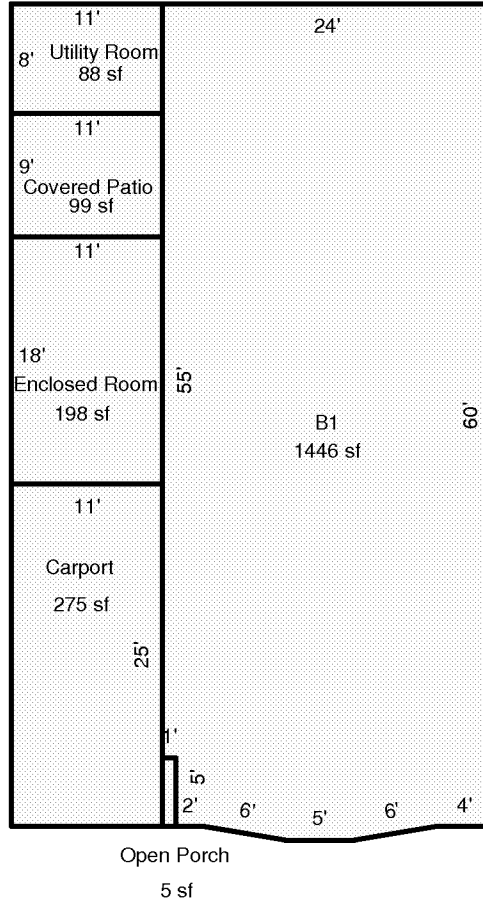 11'
24'
8' Utility Room
88 sf
11'
9'
Covered Patio
99 sf
11'
18'
Enclosed Room
198 sf
55'
B1
1446 sf
60'
11'
Carport
275 sf
25'
1'
5'
2'
6'
5'
6'
4'
Open Porch
5 sf